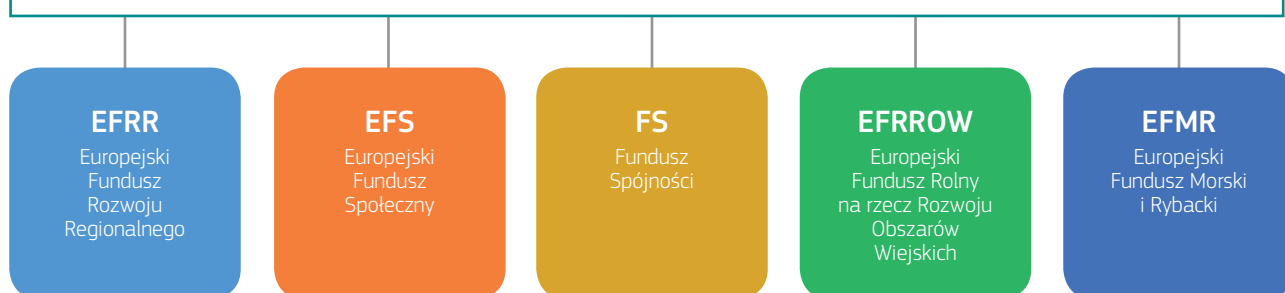 EFRR
Europejski
Fundusz
Rozwoju
Regionalnego
EFS
Europejski
Fundusz
Społeczny
FS
Fundusz
Spójności
EFRROW
Europejski
Fundusz Rolny
na rzecz Rozwoju
Obszarów
Wiejskich
EFMR
Europejski
Fundusz Morski
i Rybacki